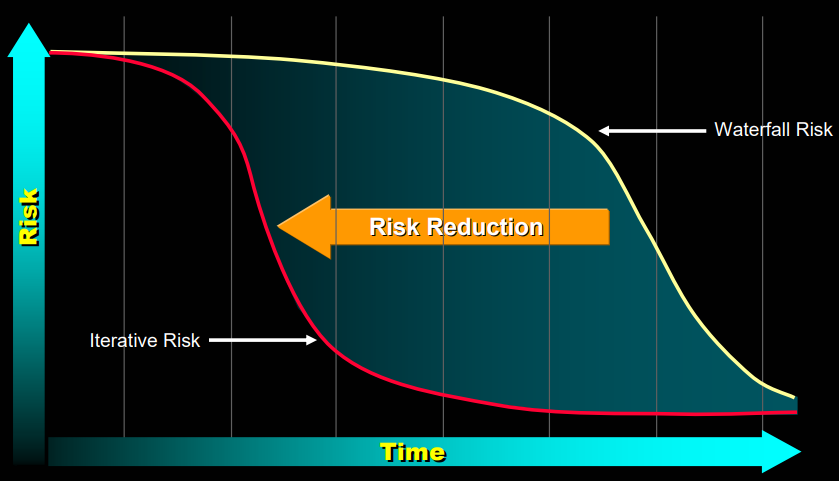 Waterfall Risk
Risk
Risk Reduction
Iterative Risk
Time